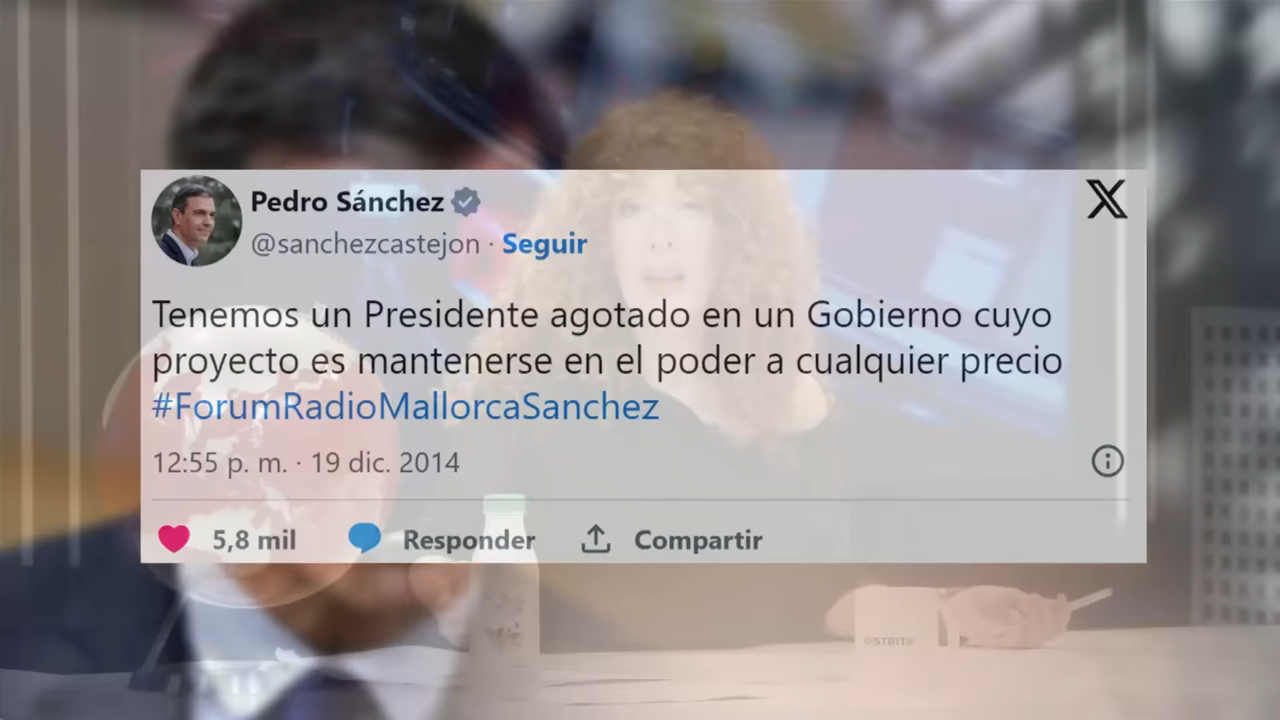 Pedro Sánchez
@sanchezcastejon · Seguir
Tenemos un Presidente agotado en un Gobierno cuyo
proyecto es mantenerse en el poder a cualquier precio
#ForumRadioMallorcaSanchez
12:55 p. m. · 19 dic. 2014
5,8 mil Responder Compartir